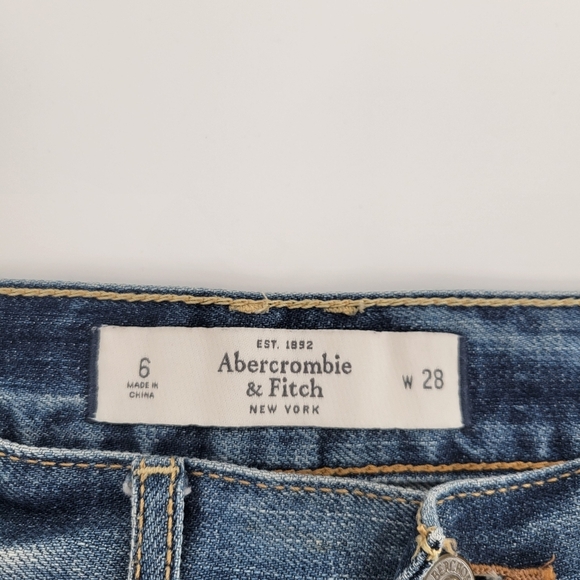 6
MADE IN
CHINA
EST. 1892
Abercrombie
& Fitch
NEW YORK
W 28